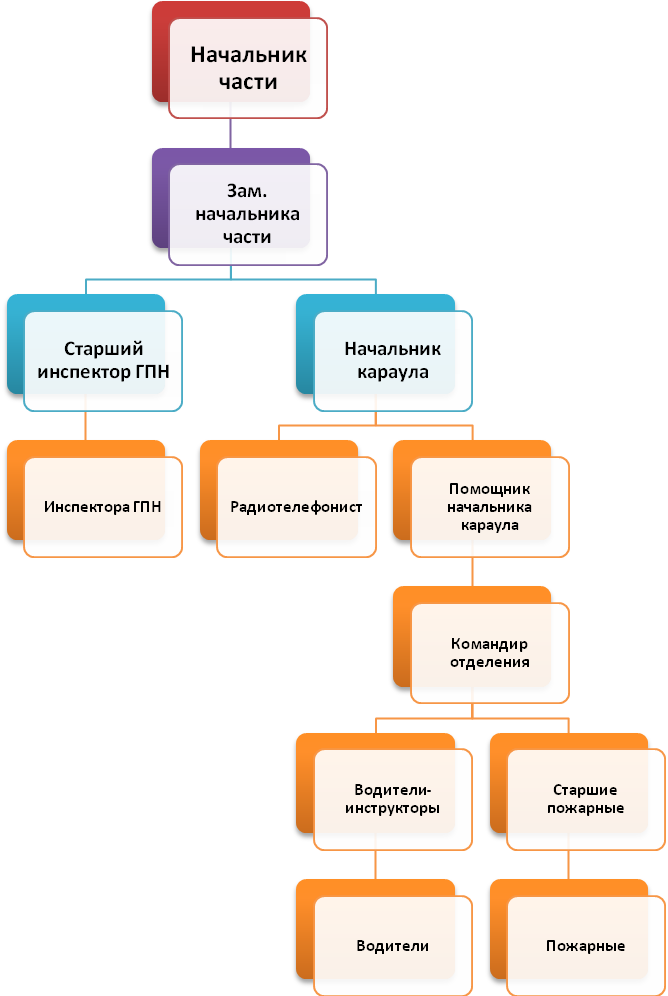 Начальник
части
Зам.
начальника
части
Старший
инспектор ГПН
Начальник
караула
Инспектора ГПН
Радиотелефонист
Помощник
начальника
караула
Командир
отделения
Водители-
инструкторы
Старшие
пожарные
Водители
Пожарные